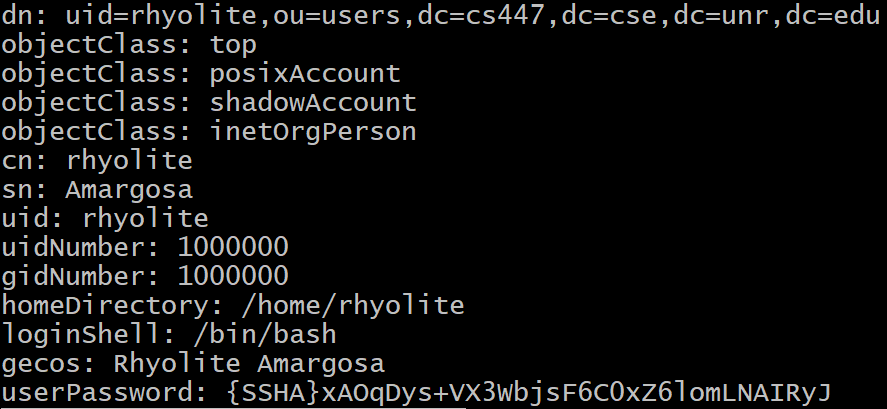 dn: uid=rhyolite,ou=users,dc=cs447,dc=cse,dc=unr,dc=edu
objectClass: top
objectClass: posixAccount
objectClass: shadowAccount
objectClass: inetOrgPerson
cn: rhyolite
sn: Amargosa
uid: rhyolite
uidNumber: 1000000
gidNumber: 1000000
homeDirectory: /home/rhyolite
loginShell: /bin/bash
gecos: Rhyolite Amargosa
userPassword: {SSHA}xAOqDys+VX3WbjsF6C0xZ6lomLNAIRyJ